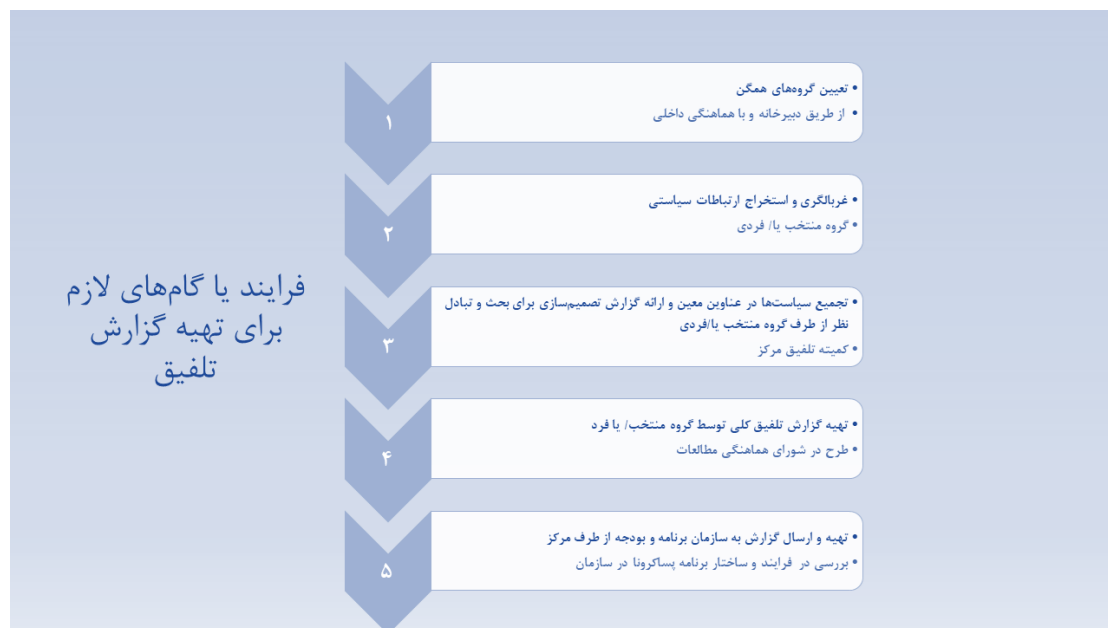 فرایند یا گام‌های لازم
برای تهیه گزارش
تلفیق
۱
• تعیین گروه‌های همگن
• از طریق دبیرخانه و با هماهنگی داخلی
۲
• غربالگری و استخراج ارتباطات سیاستی
• گروه منتخب یا/ فردی
۳
• تجمیع سیاست‌ها در عناوین معین و ارائه گزارش تصمیم‌سازی برای بحث و تبادل
نظر از طرف گروه منتخب یا/فردی
• کمیته تلفیق مرکز
۴
• تهیه گزارش تلفیق کلی توسط گروه منتخب/ یا فرد
• طرح در شورای هماهنگی مطالعات
۵
• تهیه و ارسال گزارش به سازمان برنامه و بودجه از طرف مرکز
• بررسی در فرایند و ساختار برنامه پساکرونا در سازمان